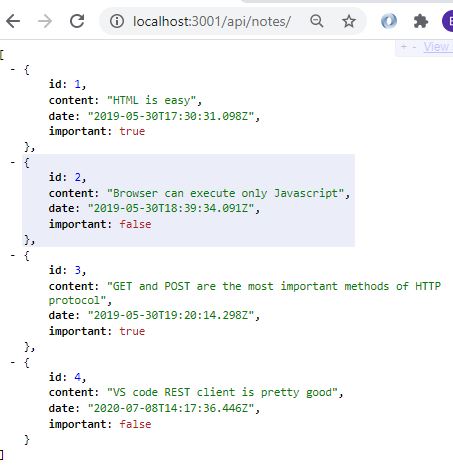 localhost:3001/api/notes/
+ - View
[
- {
id: 1,
content: "HTML is easy",
date: "2019-05-30T17:30:31.098Z",
important: true
},
- {
id: 2,
content: "Browser can execute only Javascript",
date: "2019-05-30T18:39:34.091Z",
important: false
},
- {
id: 3,
content: "GET and POST are the most important methods of HTTP
protocol",
date: "2019-05-30T19:20:14.298Z",
important: true
},
- {
id: 4,
content: "VS code REST client is pretty good",
date: "2020-07-08T14:17:36.446Z",
important: false
}
]